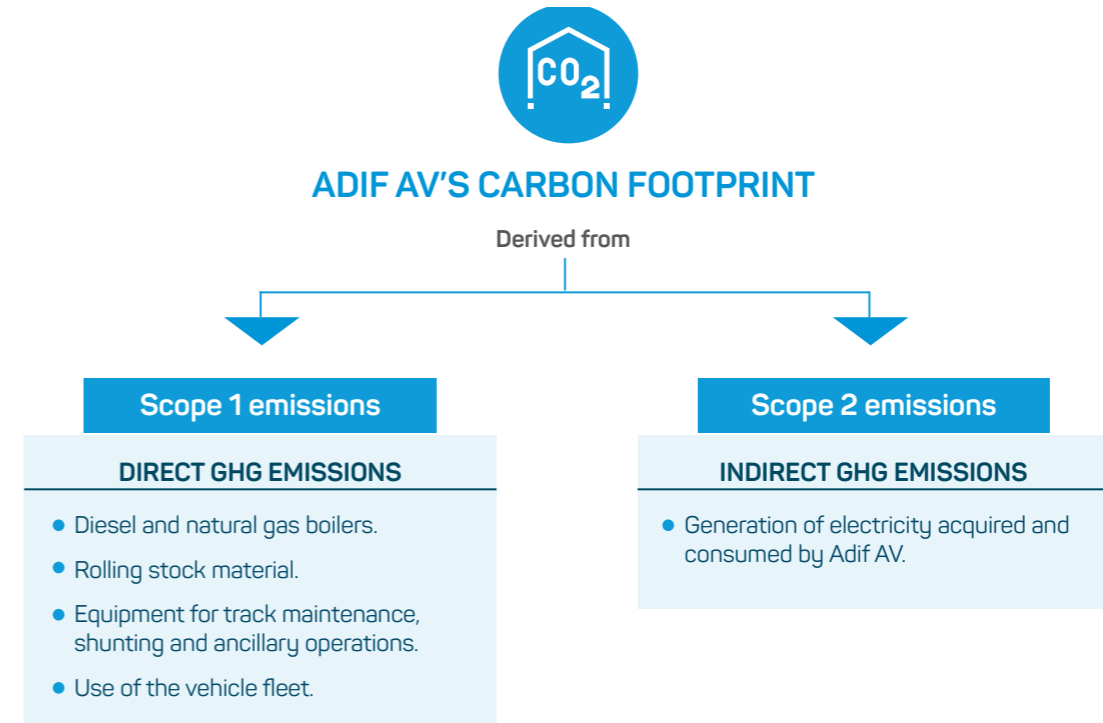 CO2
ADIF AV'S CARBON FOOTPRINT
Derived from
Scope 1 emissions
DIRECT GHG EMISSIONS
● Diesel and natural gas boilers.
● Rolling stock material.
● Equipment for track maintenance,
shunting and ancillary operations.
● Use of the vehicle fleet.
Scope 2 emissions
INDIRECT GHG EMISSIONS
● Generation of electricity acquired and
consumed by Adif AV.